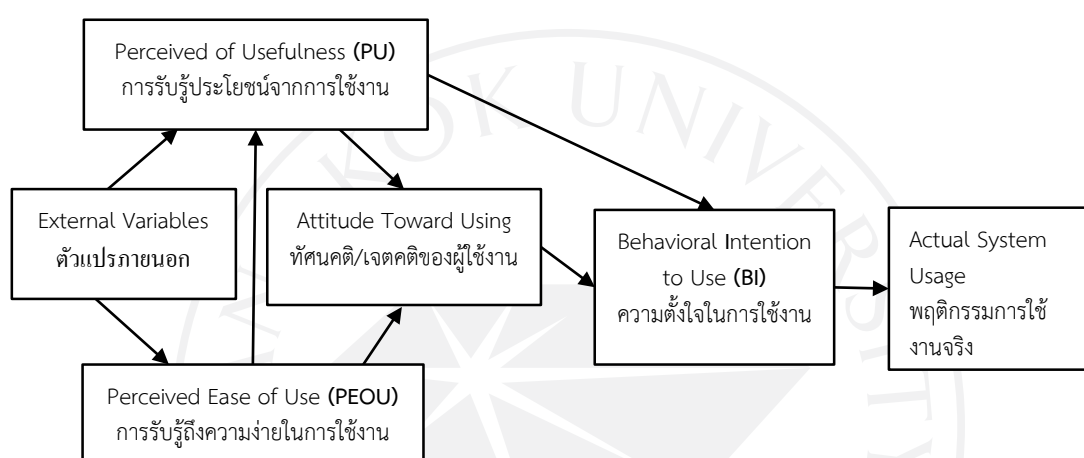 Perceived of Usefulness (PU)
การรับรู้ประโยชน์จากการใช้งาน
External Variables
ตัวแปรภายนอก
Attitude Toward Using
ทัศนคติ/เจตคติของผู้ใช้งาน
Behavioral Intention
to Use (BI)
ความตั้งใจในการใช้งาน
Actual System
Usage
พฤติกรรมการใช้
งานจริง
Perceived Ease of Use (PEOU)
การรับรู้ถึงความง่ายในการใช้งาน
KOK UNIVERSIT